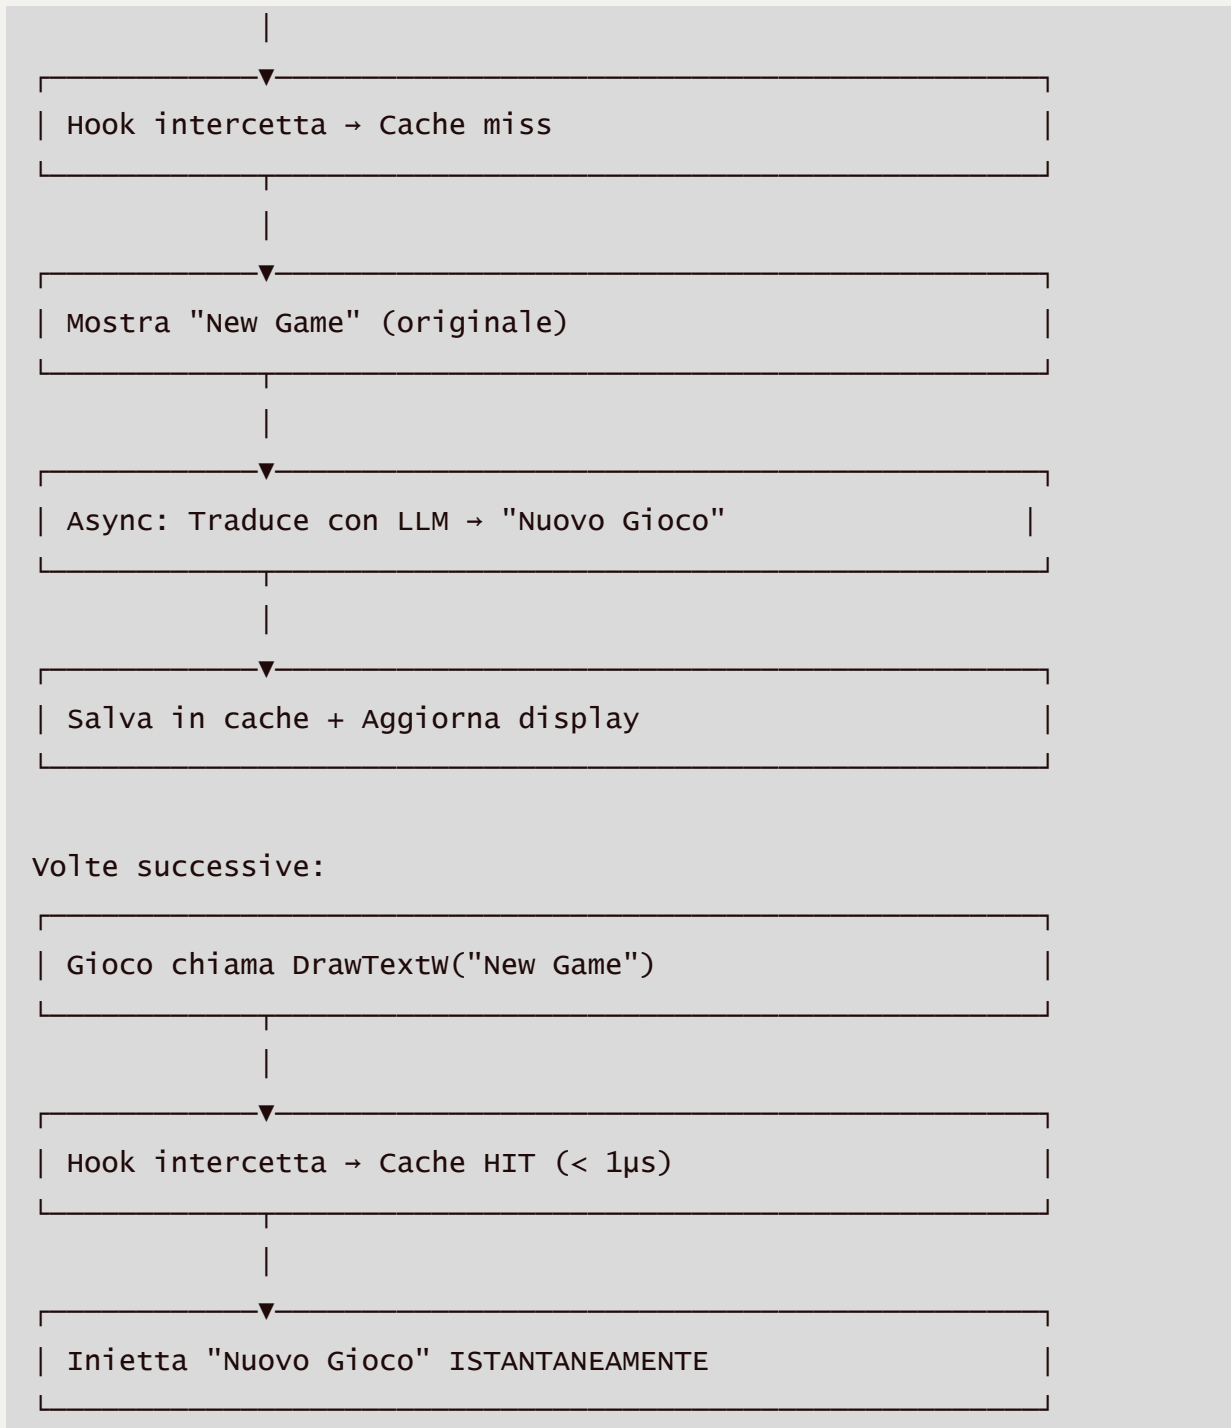 Hook intercetta → Cache miss
Mostra "New Game" (originale)
Async: Traduce con LLM → "Nuovo Gioco"
Salva in cache + Aggiorna display
Volte successive:
Gioco chiama DrawTextW("New Game")
Hook intercetta → Cache HIT (< 1μs)
Inietta "Nuovo Gioco" ISTANTANEAMENTE